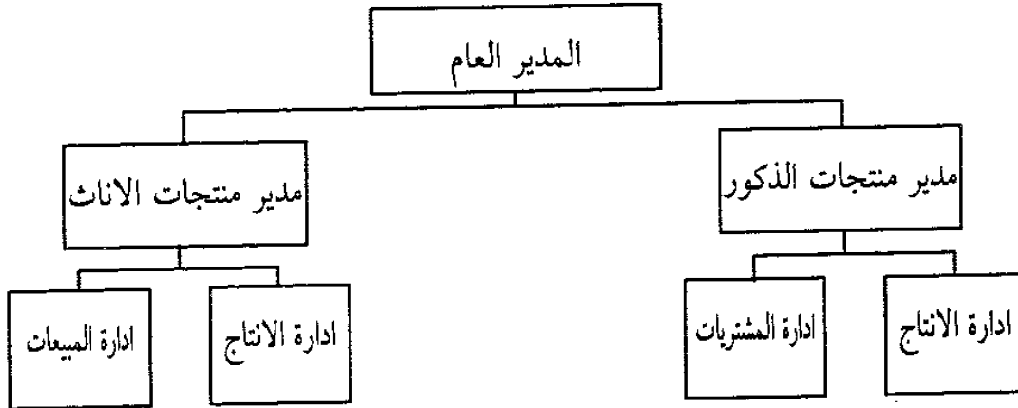 المدير العام
مدير منتجات الذكور
مدير منتجات الاناث
ادارة الانتاج
ادارة المشتريات
ادارة الانتاج
ادارة المبيعات